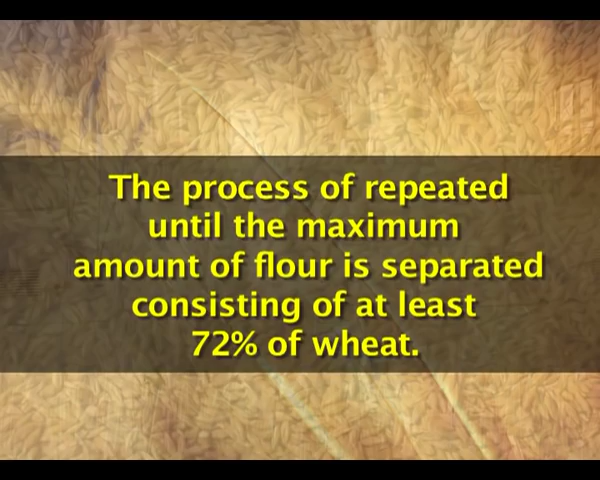 The process of repeated
until the maximum
amount of flour is separated
consisting of at least
72% of wheat.